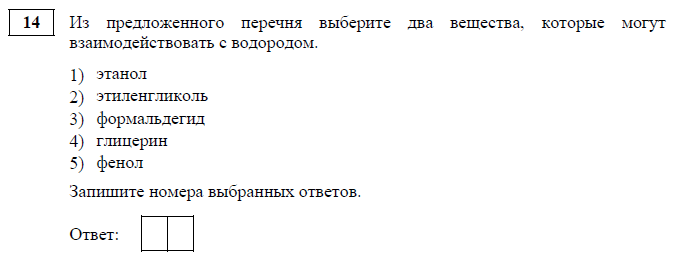 14 Из предложенного перечня выберите два вещества, которые могут
взаимодействовать с водородом.
1) этанол
2) этиленгликоль
3) формальдегид
4) глицерин
5) фенол
Запишите номера выбранных ответов.
Ответ: